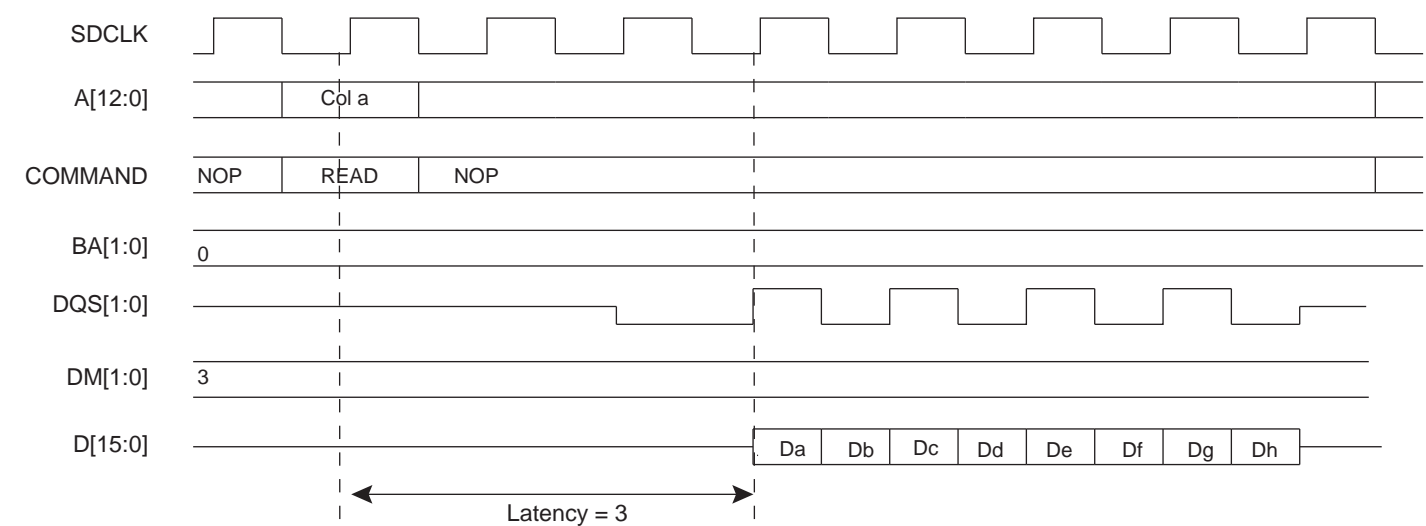 SDCLK
A[12:0]
Col a
COMMAND
NOP
READ
NOP
BA[1:0]
0
DQS[1:0]
DM[1:0]
3
D[15:0]
Da
Db
Dc
Dd
De
Df
Dg
Dh
Latency = 3